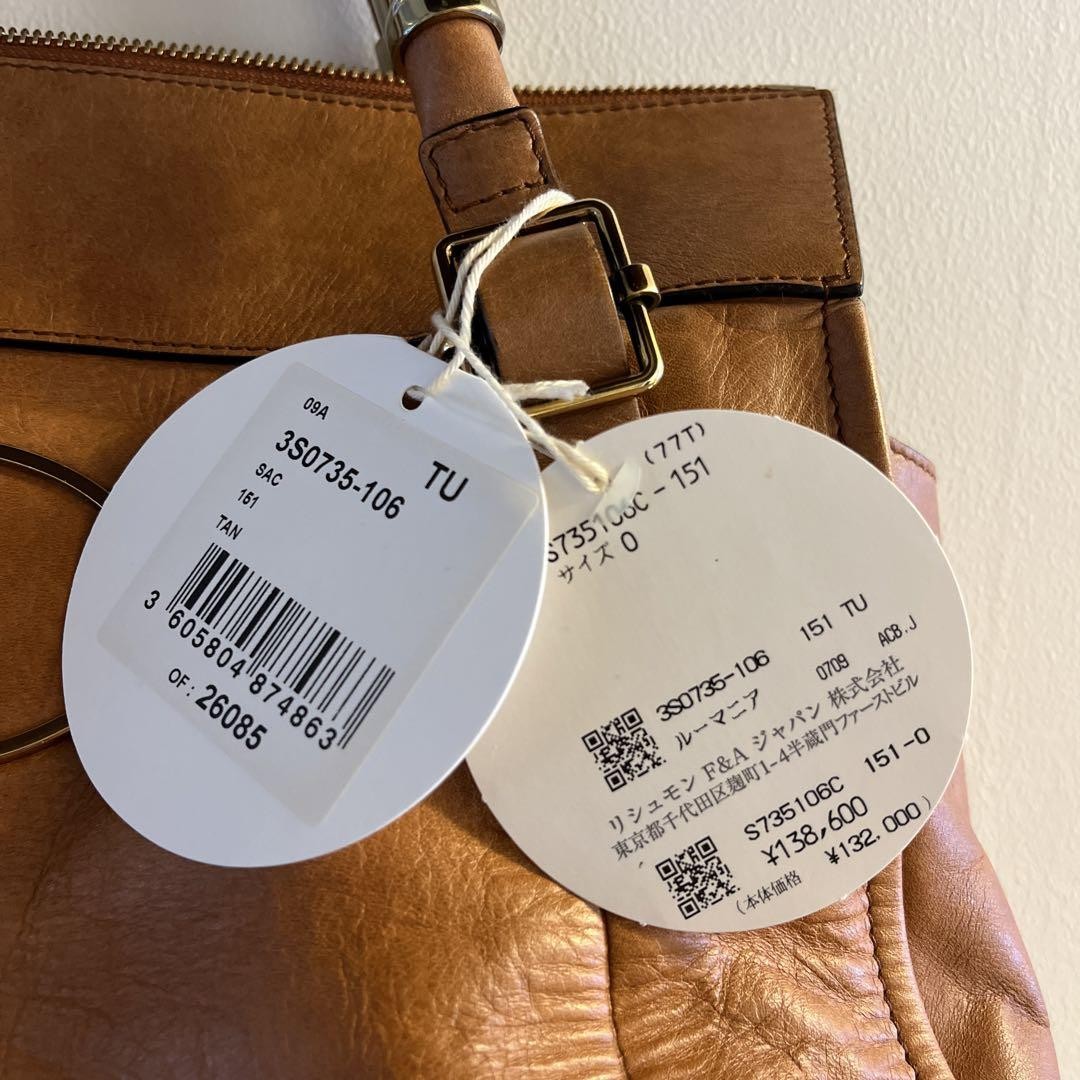 09A
TU
3S0735-106
SAC
151
TAN
3 605804 874863
OF: 26085
(77T)
S735106C-151
サイズ 0
151 TU
3S0735-106
0709 ACB.J
ルーマニア
リシュモン F&A ジャパン 株式会社
東京都千代田区麹町1-4半蔵門ファーストビル
S735106C 151-0
¥138,600
(本体価格 ¥132.000)